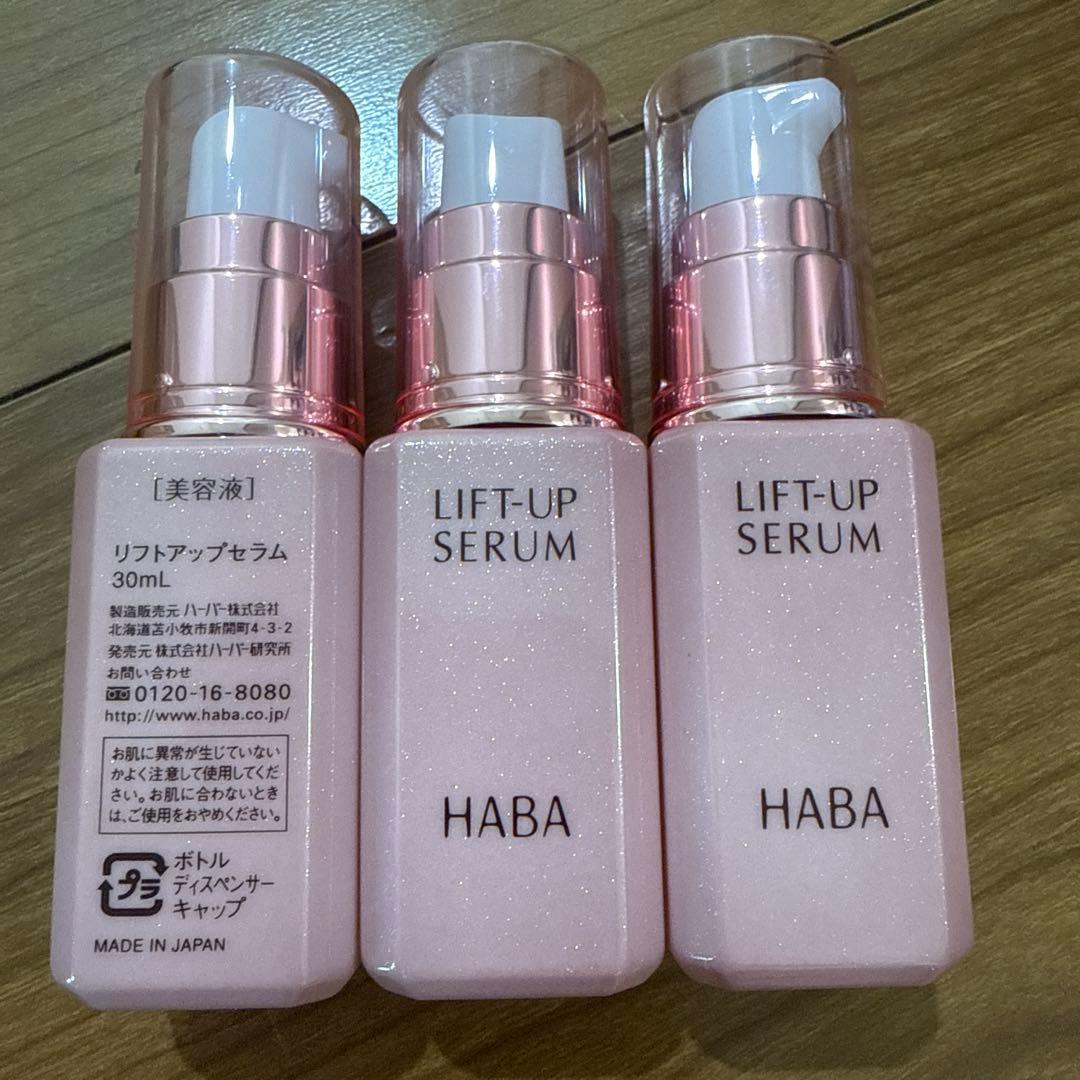 [美容液]
リフトアップセラム
30mL
製造販売元 ハーバー株式会社
北海道苫小牧市新開町4-3-2
発売元 株式会社ハーバー研究所
お問い合わせ
0120-16-8080
http://www.haba.co.jp/
お肌に異常が生じていない
かよく注意して使用してくだ
さい。お肌に合わないとき
は、ご使用をおやめください。
プラ
ボトル
ディスペンサー
キャップ
MADE IN JAPAN
LIFT-UP
SERUM
HABA
LIFT-UP
SERUM
HABA